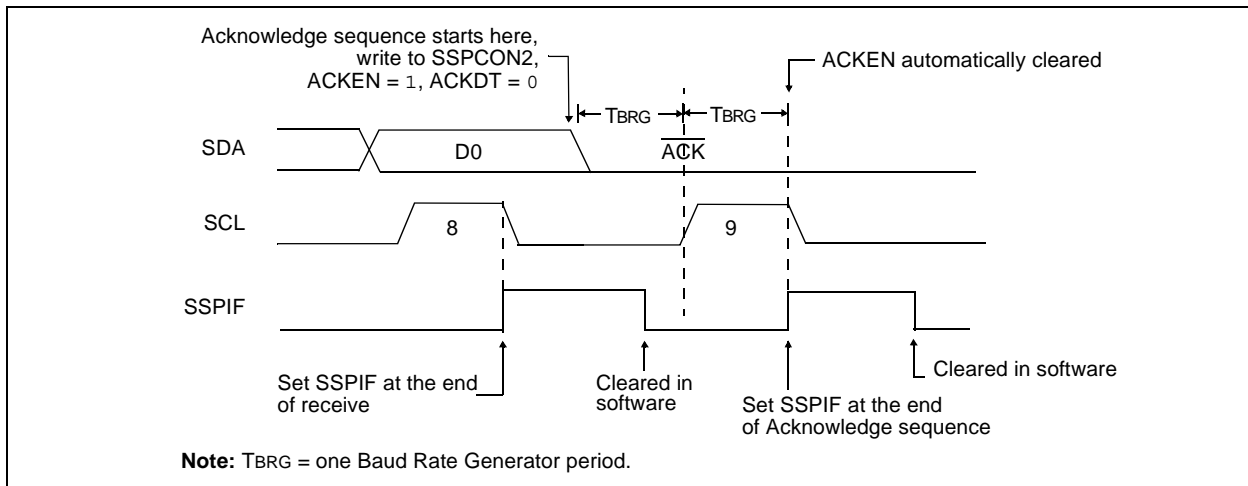 Acknowledge sequence starts here,
write to SSPCON2,
ACKEN = 1, ACKDT = 0
ACKEN automatically cleared
TBRG
TBRG
SDA
D0
ACK
SCL
8
9
SSPIF
Set SSPIF at the end
of receive
Cleared in
software
Set SSPIF at the end
of Acknowledge sequence
Cleared in software
Note: TBRG = one Baud Rate Generator period.